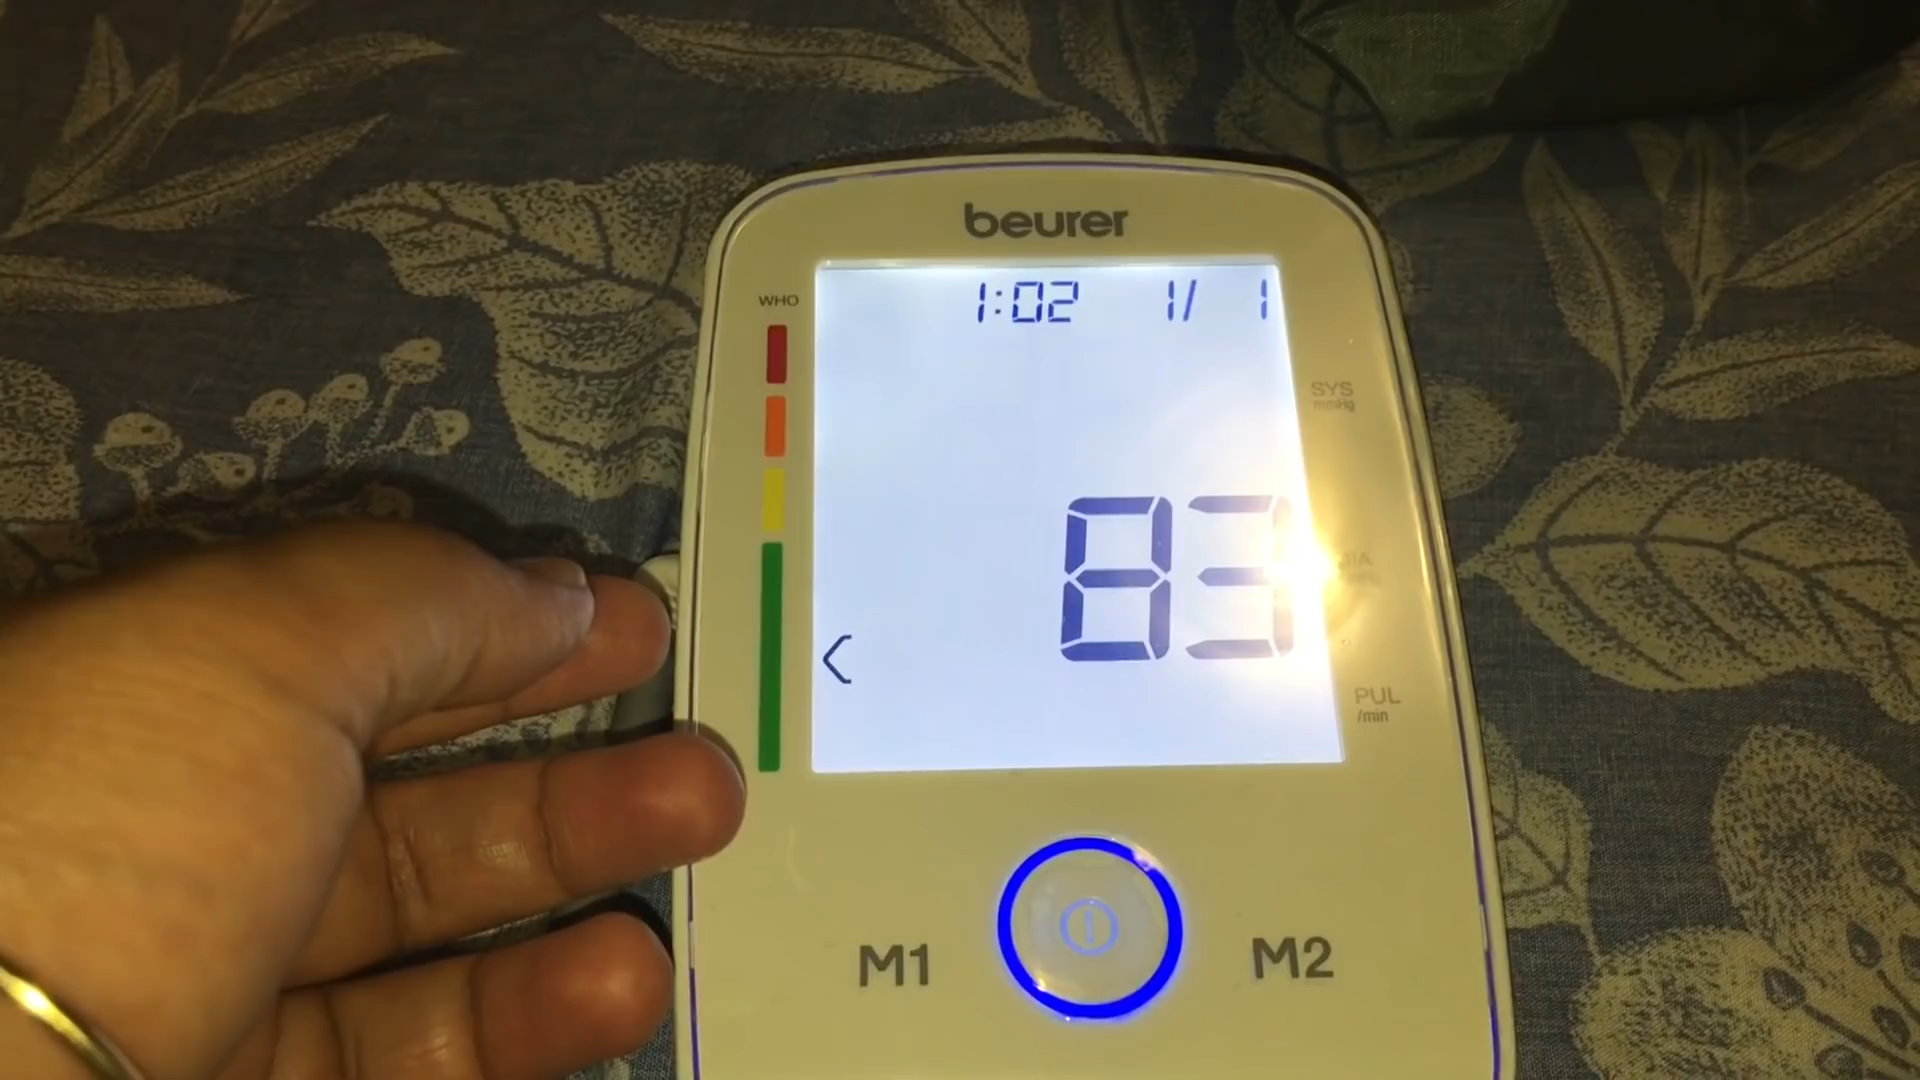 beurer
WHO
1:02 1/ 1
SYS
mmHg
83
PUL
/min
M1
M2